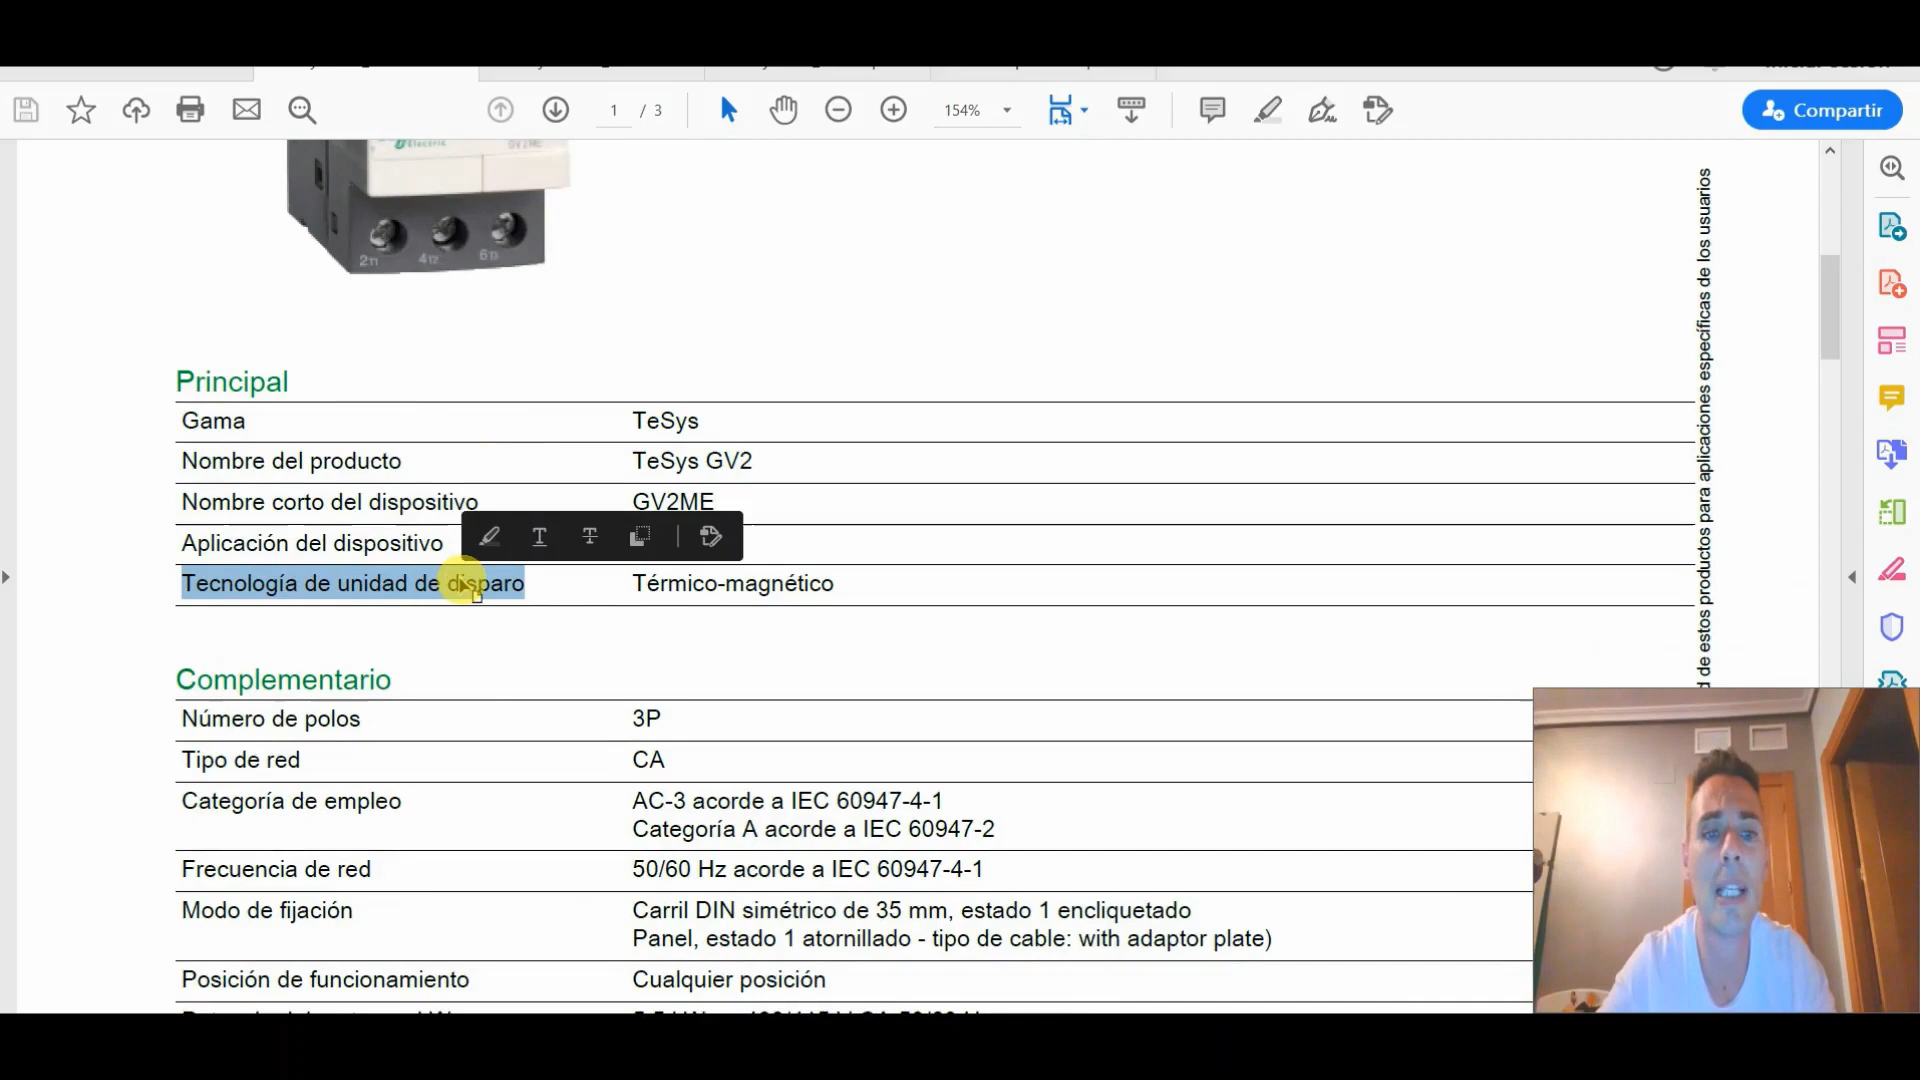 1 / 3
154%
Compartir
Electric
GV2ME
2T1 4T2 6T3
Principal
Gama TeSys
Nombre del producto TeSys GV2
Nombre corto del dispositivo GV2ME
Aplicación del dispositivo
Tecnología de unidad de disparo Térmico-magnético
Complementario
Número de polos 3P
Tipo de red CA
Categoría de empleo AC-3 acorde a IEC 60947-4-1
Categoría A acorde a IEC 60947-2
Frecuencia de red 50/60 Hz acorde a IEC 60947-4-1
Modo de fijación Carril DIN simétrico de 35 mm, estado 1 encliquetado
Panel, estado 1 atornillado - tipo de cable: with adaptor plate)
Posición de funcionamiento Cualquier posición
de estos productos para aplicaciones específicas de los usuarios